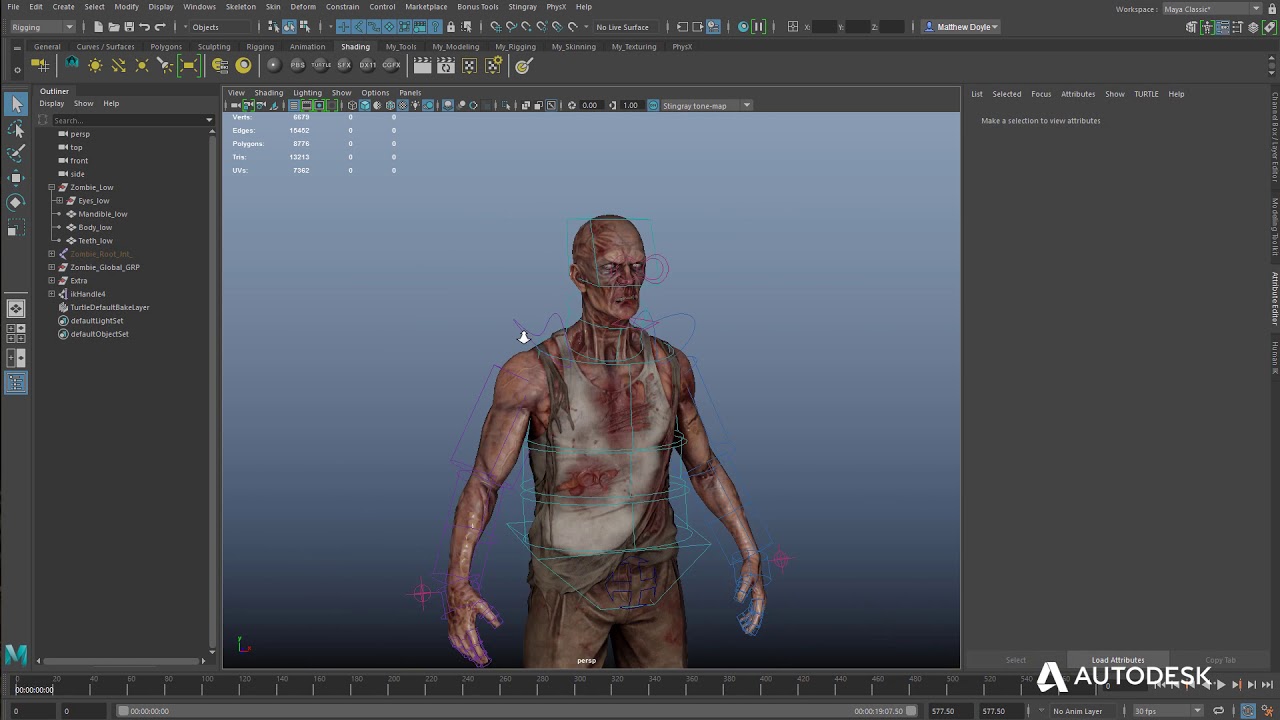 File Edit Create Select Modify Display Windows Skeleton Skin Deform Constrain Control Marketplace Bonus Tools Stingray PhysX Help Workspace : Maya Classic*
Rigging Objects No Live Surface X: Y: Z: Matthew Doyle
General Curves / Surfaces Polygons Sculpting Rigging Animation Shading My_Tools My_Modeling My_Rigging My_Skinning My_Texturing PhysX
PBS TURTLE SFX DX11 CGFX
Outliner
Display Show Help
Search...
persp
top
front
side
Zombie_Low
Eyes_low
Mandible_low
Body_low
Teeth_low
Zombie_Root_Jnt_
Zombie_Global_GRP
Extra
ikHandle4
TurtleDefaultBakeLayer
defaultLightSet
defaultObjectSet
View Shading Lighting Show Options Panels
0.00 1.00 Stingray tone-map
Verts: 6679 0 0
Edges: 15452 0 0
Polygons: 8776 0 0
Tris: 13213 0 0
UVs: 7362 0 0
y
persp
List Selected Focus Attributes Show TURTLE Help
Make a selection to view attributes
Channel Box / Layer Editor
Modeling Toolkit
Attribute Editor
Human IK
Select Load Attributes Copy Tab
AUTODESK
0 20 40 60 80 100 120 140 160 180 200 220 240 260 280 300 320 340 360 380 400 420 440 460 480 500 520 540 0
00:00:00:00
0 0 00:00:00:00 00:00:19:07.50 577.50 577.50 No Anim Layer 30 fps